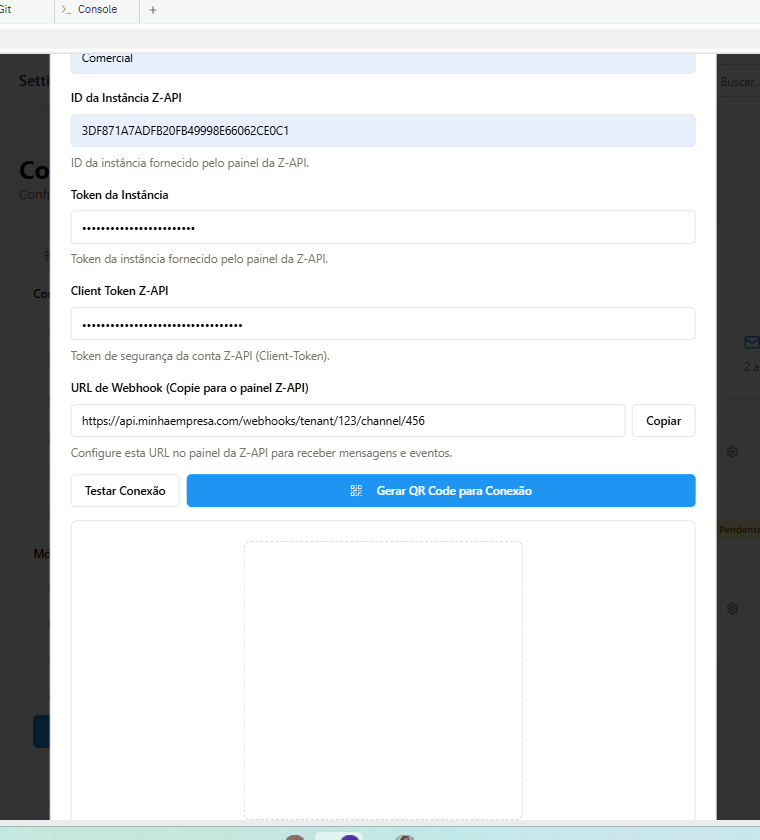 Git
>_ Console
+
Comercial
Setti
Buscar...
ID da Instância Z-API
3DF871A7ADFB20FB49998E66062CE0C1
ID da instância fornecido pelo painel da Z-API.
Co
Confi
Token da Instância
••••••••••••••••••••••••
Token da instância fornecido pelo painel da Z-API.
Client Token Z-API
Co
••••••••••••••••••••••••••••••••••
Token de segurança da conta Z-API (Client-Token).
2 a
URL de Webhook (Copie para o painel Z-API)
https://api.minhaempresa.com/webhooks/tenant/123/channel/456
Copiar
Configure esta URL no painel da Z-API para receber mensagens e eventos.
Testar Conexão
Gerar QR Code para Conexão
Pendente
Mó